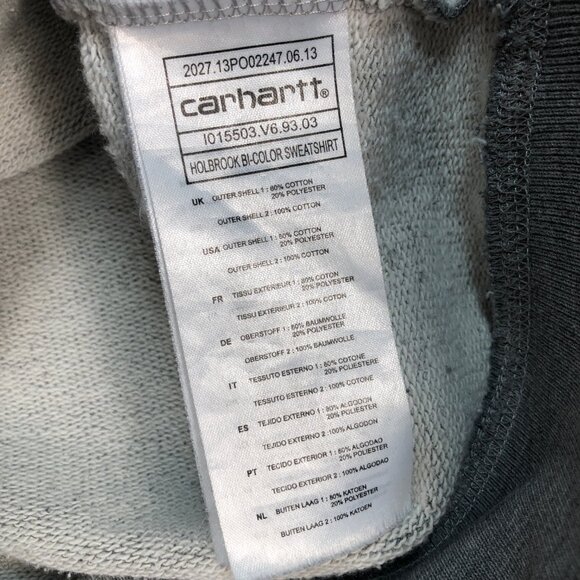 2027.13PO02247.06.13
carhartt®
I015503.V6.93.03
HOLBROOK BI-COLOR SWEATSHIRT
UK OUTER SHELL 1 : 80% COTTON
20% POLYESTER
OUTER SHELL 2 : 100% COTTON
USA OUTER SHELL 1 : 80% COTTON
20% POLYESTER
OUTER SHELL 2 : 100% COTTON
FR TISSU EXTERIEUR 1 : 80% COTON
20% POLYESTER
TISSU EXTERIEUR 2 : 100% COTON
DE OBERSTOFF 1 : 80% BAUMWOLLE
20% POLYESTER
OBERSTOFF 2 : 100% BAUMWOLLE
IT TESSUTO ESTERNO 1 : 80% COTONE
20% POLYESTER
TESSUTO ESTERNO 2 : 100% COTONE
ES TEJIDO EXTERNO 1 : 80% ALGODON
20% POLIESTER
TEJIDO EXTERNO 2 : 100% ALGODON
PT TECIDO EXTERIOR 1 : 80% ALGODAO
20% POLIESTER
TECIDO EXTERIOR 2 : 100% ALGODAO
NL BUITEN LAAG 1 : 80% KATOEN
20% POLYESTER
BUITEN LAAG 2 : 100% KATOEN